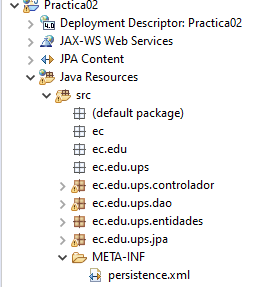 Practica02
Deployment Descriptor: Practica02
JAX-WS Web Services
JPA Content
Java Resources
src
(default package)
ec
ec.edu
ec.edu.ups
ec.edu.ups.controlador
ec.edu.ups.dao
ec.edu.ups.entidades
ec.edu.ups.jpa
META-INF
persistence.xml